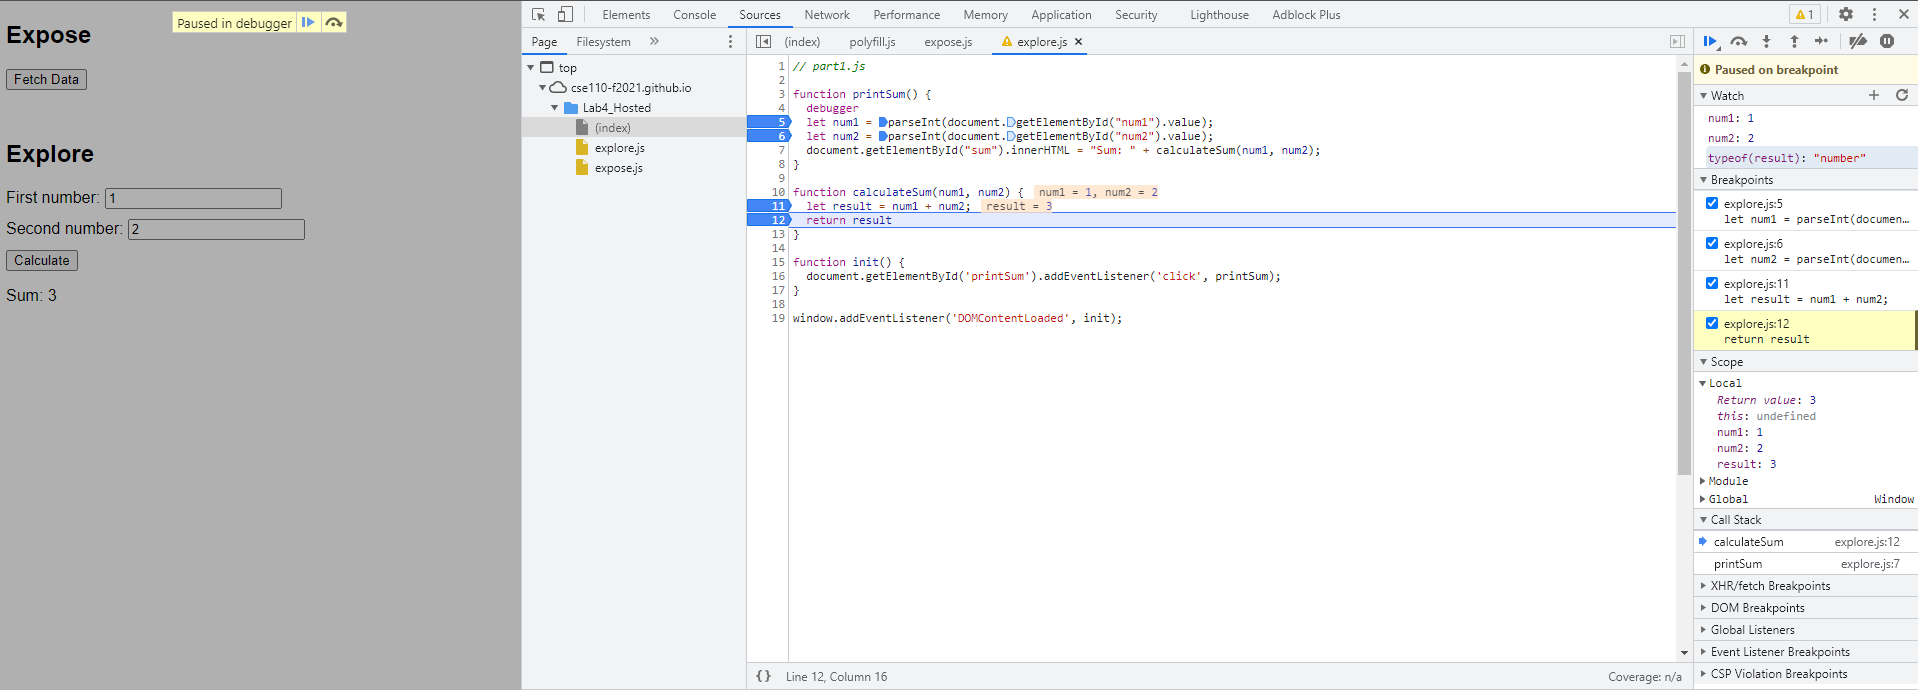 Paused in debugger
Expose
Fetch Data
Explore
First number: 1
Second number: 2
Calculate
Sum: 3
Elements Console Sources Network Performance Memory Application Security Lighthouse Adblock Plus 1
Page Filesystem »
top
cse110-f2021.github.io
Lab4_Hosted
(index)
explore.js
expose.js
(index) polyfill.js expose.js explore.js
1 // part1.js
2
3 function printSum() {
4 debugger
5 let num1 = parseInt(document.getElementById("num1").value);
6 let num2 = parseInt(document.getElementById("num2").value);
7 document.getElementById("sum").innerHTML = "Sum: " + calculateSum(num1, num2);
8 }
9
10 function calculateSum(num1, num2) { num1 = 1, num2 = 2
11 let result = num1 + num2; result = 3
12 return result
13 }
14
15 function init() {
16 document.getElementById('printSum').addEventListener('click', printSum);
17 }
18
19 window.addEventListener('DOMContentLoaded', init);
{} Line 12, Column 16 Coverage: n/a
Paused on breakpoint
Watch
num1: 1
num2: 2
typeof(result): "number"
Breakpoints
explore.js:5
let num1 = parseInt(documen…
explore.js:6
let num2 = parseInt(documen…
explore.js:11
let result = num1 + num2;
explore.js:12
return result
Scope
Local
Return value: 3
this: undefined
num1: 1
num2: 2
result: 3
Module
Global Window
Call Stack
calculateSum explore.js:12
printSum explore.js:7
XHR/fetch Breakpoints
DOM Breakpoints
Global Listeners
Event Listener Breakpoints
CSP Violation Breakpoints